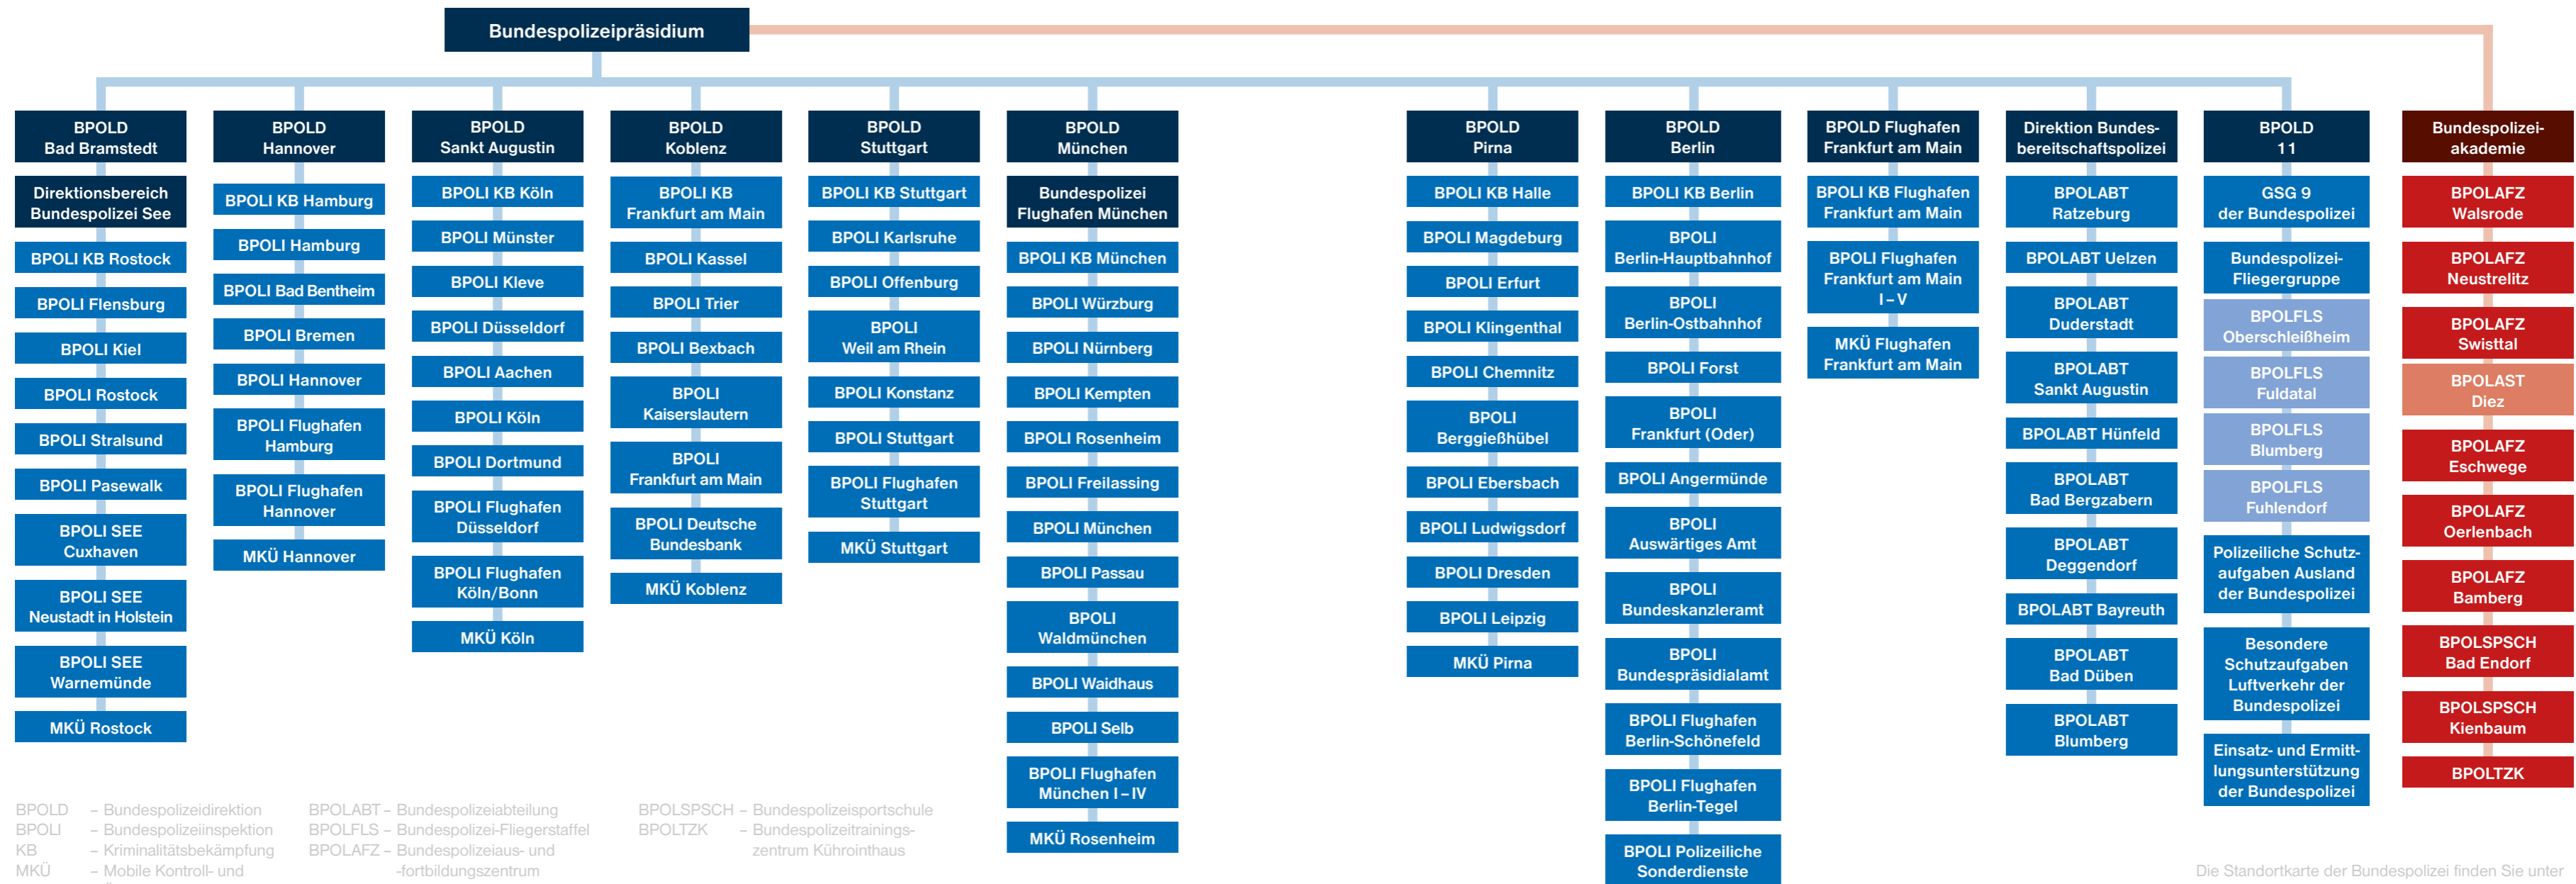 Bundespolizeipräsidium
BPOLD
Bad Bramstedt
Direktionsbereich
Bundespolizei See
BPOLI KB Rostock
BPOLI Flensburg
BPOLI Kiel
BPOLI Rostock
BPOLI Stralsund
BPOLI Pasewalk
BPOLI SEE
Cuxhaven
BPOLI SEE
Neustadt in Holstein
BPOLI SEE
Warnemünde
MKÜ Rostock
BPOLD
Hannover
BPOLI KB Hamburg
BPOLI Hamburg
BPOLI Bad Bentheim
BPOLI Bremen
BPOLI Hannover
BPOLI Flughafen
Hamburg
BPOLI Flughafen
Hannover
MKÜ Hannover
BPOLD
Sankt Augustin
BPOLI KB Köln
BPOLI Münster
BPOLI Kleve
BPOLI Düsseldorf
BPOLI Aachen
BPOLI Köln
BPOLI Dortmund
BPOLI Flughafen
Düsseldorf
BPOLI Flughafen
Köln/Bonn
MKÜ Köln
BPOLD
Koblenz
BPOLI KB
Frankfurt am Main
BPOLI Kassel
BPOLI Trier
BPOLI Bexbach
BPOLI
Kaiserslautern
BPOLI
Frankfurt am Main
BPOLI Deutsche
Bundesbank
MKÜ Koblenz
BPOLD
Stuttgart
BPOLI KB Stuttgart
BPOLI Karlsruhe
BPOLI Offenburg
BPOLI
Weil am Rhein
BPOLI Konstanz
BPOLI Stuttgart
BPOLI Flughafen
Stuttgart
MKÜ Stuttgart
BPOLD
München
Bundespolizei
Flughafen München
BPOLI KB München
BPOLI Würzburg
BPOLI Nürnberg
BPOLI Kempten
BPOLI Rosenheim
BPOLI Freilassing
BPOLI München
BPOLI Passau
BPOLI
Waldmünchen
BPOLI Waidhaus
BPOLI Selb
BPOLI Flughafen
München I – IV
MKÜ Rosenheim
BPOLD
Pirna
BPOLI KB Halle
BPOLI Magdeburg
BPOLI Erfurt
BPOLI Klingenthal
BPOLI Chemnitz
BPOLI
Berggießhübel
BPOLI Ebersbach
BPOLI Ludwigsdorf
BPOLI Dresden
BPOLI Leipzig
MKÜ Pirna
BPOLD
Berlin
BPOLI KB Berlin
BPOLI
Berlin-Hauptbahnhof
BPOLI
Berlin-Ostbahnhof
BPOLI Forst
BPOLI
Frankfurt (Oder)
BPOLI Angermünde
BPOLI
Auswärtiges Amt
BPOLI
Bundeskanzleramt
BPOLI
Bundespräsidialamt
BPOLI Flughafen
Berlin-Schönefeld
BPOLI Flughafen
Berlin-Tegel
BPOLI Polizeiliche
Sonderdienste
BPOLD Flughafen
Frankfurt am Main
BPOLI KB Flughafen
Frankfurt am Main
BPOLI Flughafen
Frankfurt am Main
I – V
MKÜ Flughafen
Frankfurt am Main
Direktion Bundes-
bereitschaftspolizei
BPOLABT
Ratzeburg
BPOLABT Uelzen
BPOLABT
Duderstadt
BPOLABT
Sankt Augustin
BPOLABT Hünfeld
BPOLABT
Bad Bergzabern
BPOLABT
Deggendorf
BPOLABT Bayreuth
BPOLABT
Bad Düben
BPOLABT
Blumberg
BPOLD
11
GSG 9
der Bundespolizei
Bundespolizei-
Fliegergruppe
BPOLFLS
Oberschleißheim
BPOLFLS
Fuldatal
BPOLFLS
Blumberg
BPOLFLS
Fuhlendorf
Polizeiliche Schutz-
aufgaben Ausland
der Bundespolizei
Besondere
Schutzaufgaben
Luftverkehr der
Bundespolizei
Einsatz- und Ermitt-
lungsunterstützung
der Bundespolizei
Bundespolizei-
akademie
BPOLAFZ
Walsrode
BPOLAFZ
Neustrelitz
BPOLAFZ
Swisttal
BPOLAST
Diez
BPOLAFZ
Eschwege
BPOLAFZ
Oerlenbach
BPOLAFZ
Bamberg
BPOLSPSCH
Bad Endorf
BPOLSPSCH
Kienbaum
BPOLTZK
BPOLD – Bundespolizeidirektion
BPOLI – Bundespolizeiinspektion
KB – Kriminalitätsbekämpfung
MKÜ – Mobile Kontroll- und
BPOLABT – Bundespolizeiabteilung
BPOLFLS – Bundespolizei-Fliegerstaffel
BPOLAFZ – Bundespolizeiaus- und
-fortbildungszentrum
BPOLSPSCH – Bundespolizeisportschule
BPOLTZK – Bundespolizeitrainings-
zentrum Kührointhaus
Die Standortkarte der Bundespolizei finden Sie unter